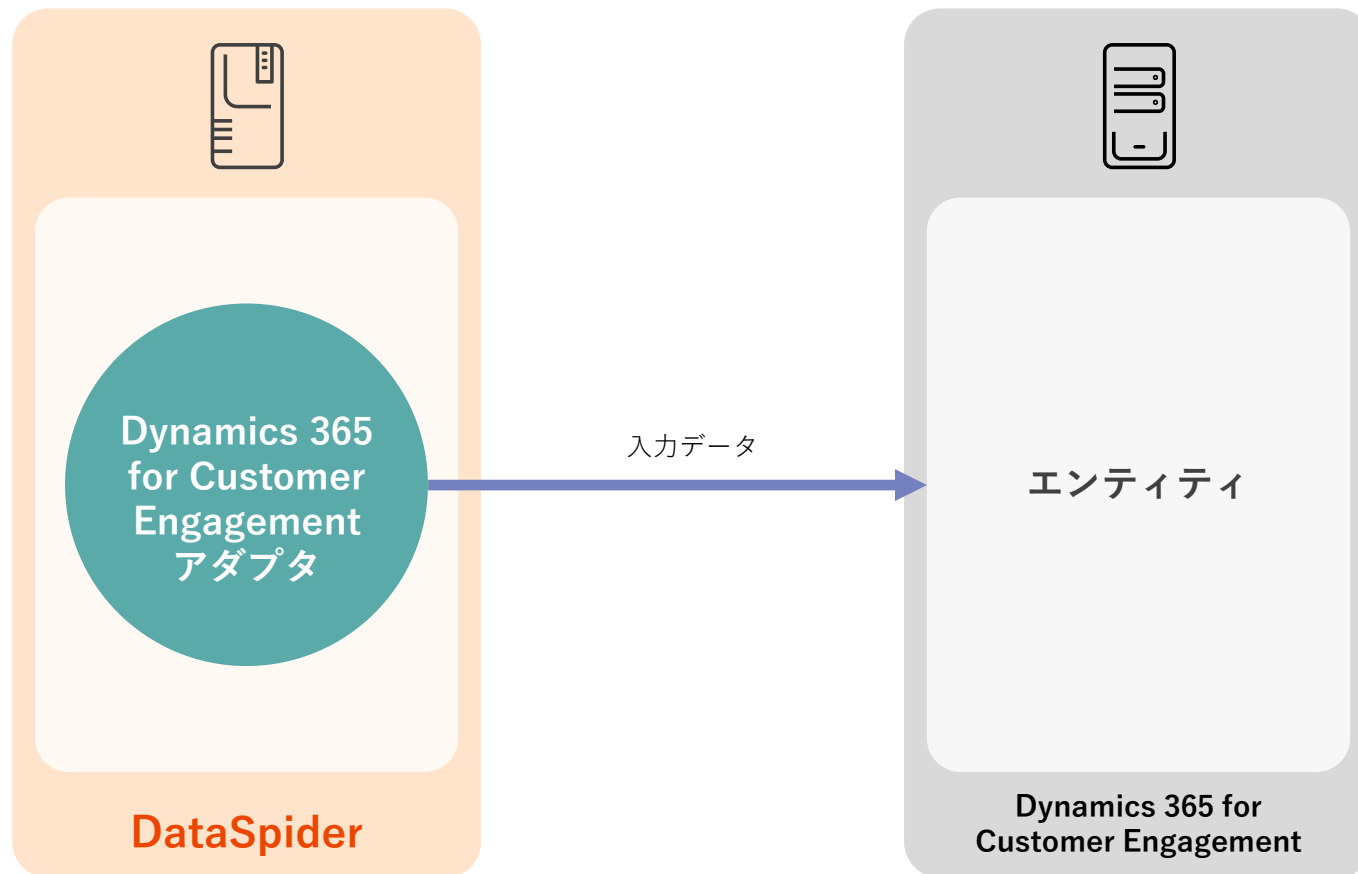 Dynamics 365
for Customer
Engagement
アダプタ
入力データ
エンティティ
DataSpider
Dynamics 365 for
Customer Engagement